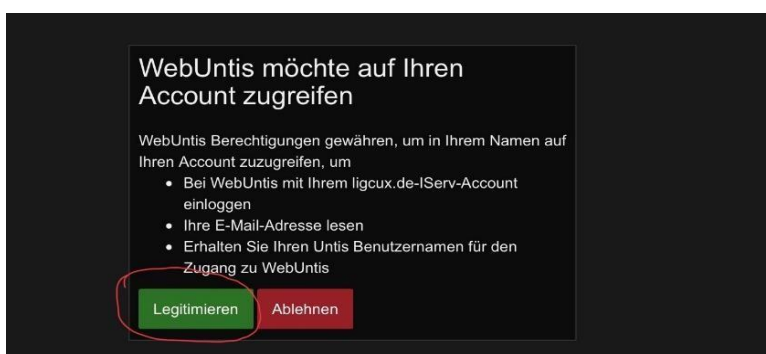 WebUntis möchte auf Ihren
Account zugreifen
WebUntis Berechtigungen gewähren, um in Ihrem Namen auf
Ihren Account zuzugreifen, um
Bei WebUntis mit Ihrem ligcux.de-IServ-Account
einloggen
Ihre E-Mail-Adresse lesen
Erhalten Sie Ihren Untis Benutzernamen für den
Zugang zu WebUntis
Legitimieren Ablehnen